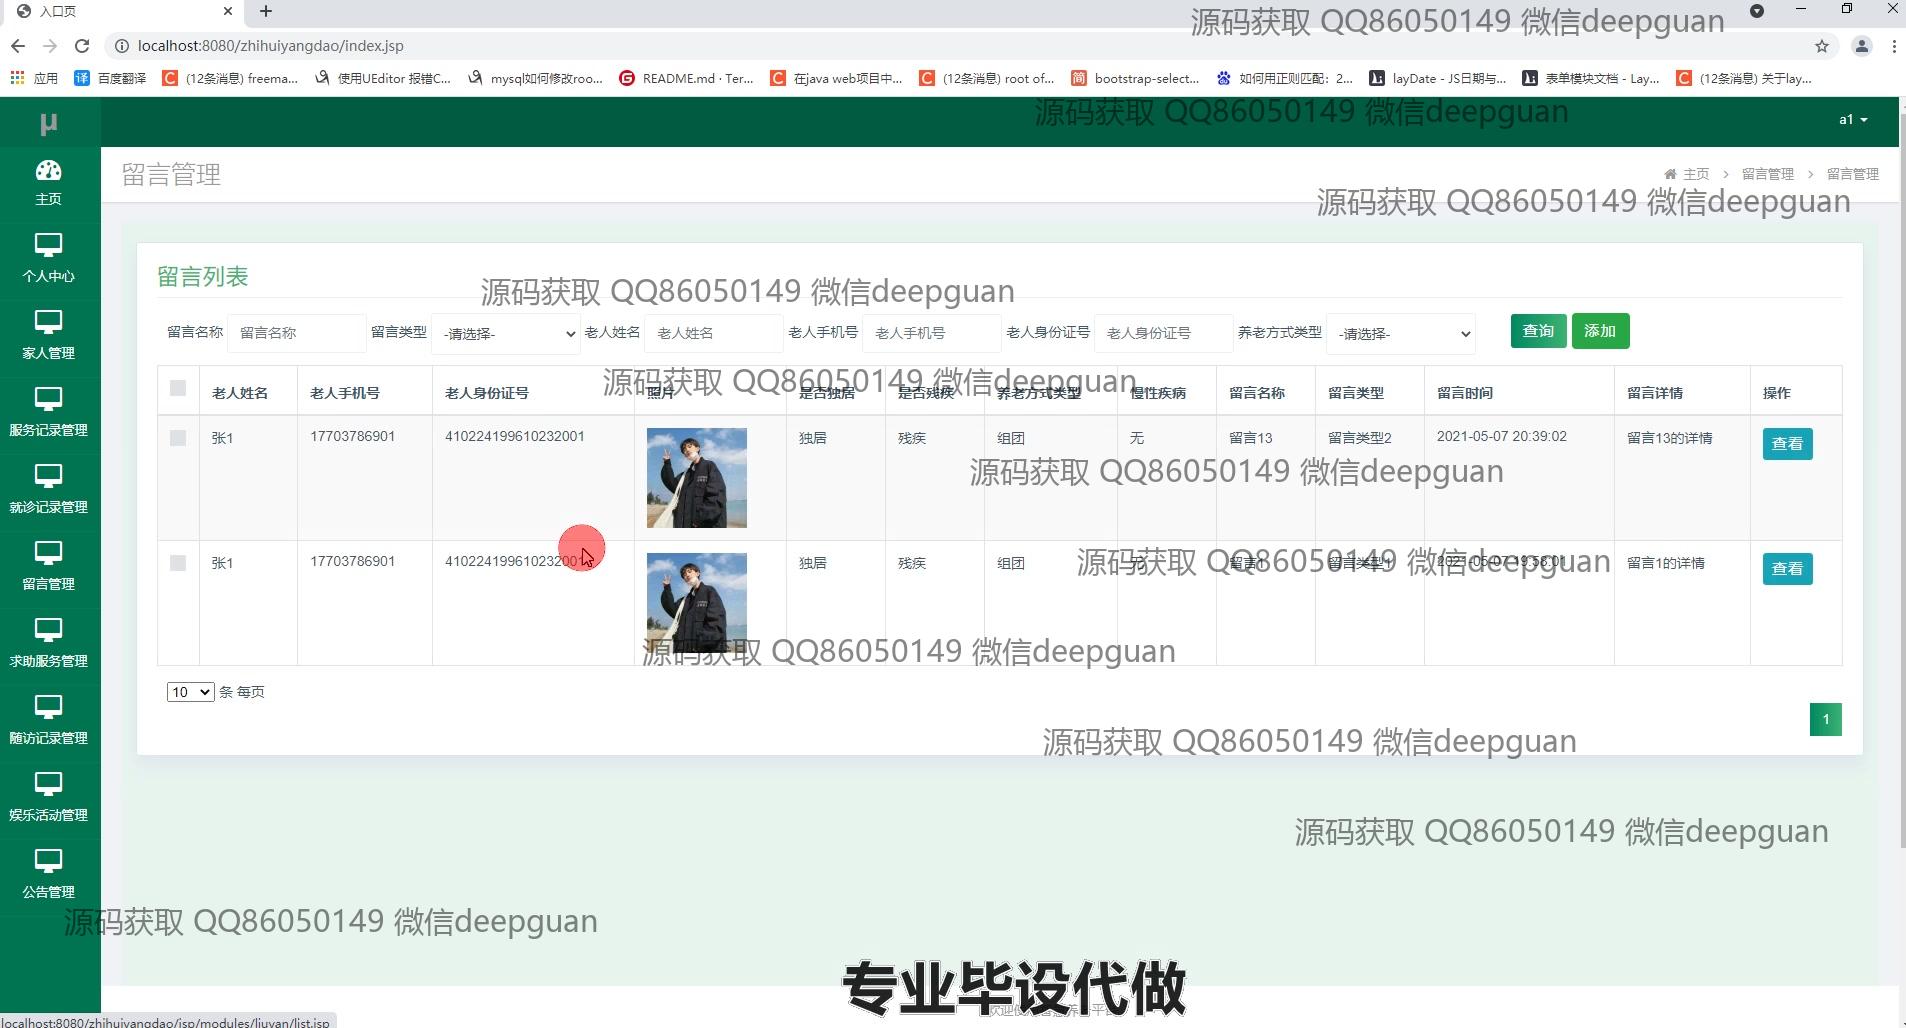 入口页
源码获取 QQ86050149 微信deepguan
localhost:8080/zhihuiyangdao/index.jsp
应用 百度翻译 (12条消息) freema... 使用UEditor 报错C... mysql如何修改roo... README.md · Ter... 在java web项目中... (12条消息) root of... bootstrap-select... 如何用正则匹配：2... layDate - JS日期与... 表单模块文档 - Lay... (12条消息) 关于lay...
源码获取 QQ86050149 微信deepguan
μ a1
留言管理 主页 > 留言管理 > 留言管理
源码获取 QQ86050149 微信deepguan
主页
个人中心
家人管理
服务记录管理
就诊记录管理
留言管理
求助服务管理
随访记录管理
娱乐活动管理
公告管理
留言列表
源码获取 QQ86050149 微信deepguan
留言名称 留言名称 留言类型 -请选择- 老人姓名 老人姓名 老人手机号 老人手机号 老人身份证号 老人身份证号 养老方式类型 -请选择- 查询 添加
源码获取 QQ86050149 微信deepguan
老人姓名 老人手机号 老人身份证号 照片 是否独居 是否残疾 养老方式类型 慢性疾病 留言名称 留言类型 留言时间 留言详情 操作
张1 17703786901 410224199610232001 独居 残疾 组团 无 留言13 留言类型2 2021-05-07 20:39:02 留言13的详情 查看
源码获取 QQ86050149 微信deepguan
张1 17703786901 410224199610232001 独居 残疾 组团 无 留言1 留言类型1 2021-05-07 19:58:01 留言1的详情 查看
源码获取 QQ86050149 微信deepguan
源码获取 QQ86050149 微信deepguan
10 条 每页
1
源码获取 QQ86050149 微信deepguan
源码获取 QQ86050149 微信deepguan
源码获取 QQ86050149 微信deepguan
专业毕设代做
localhost:8080/zhihuiyangdao/jsp/modules/liuyan/list.jsp